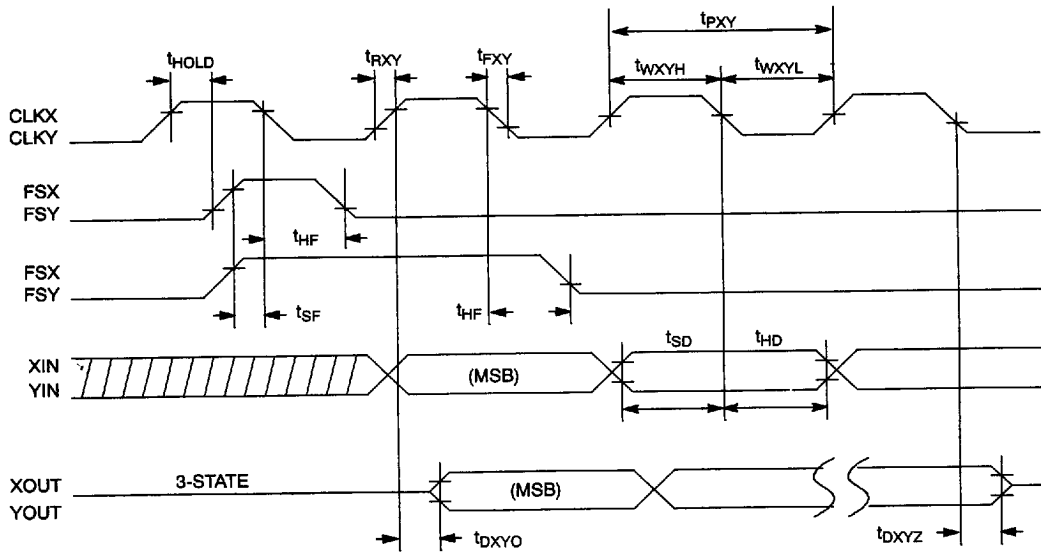 tPXY
tHOLD
tRXY
tFXY
tWXYH
tWXYL
CLKX
CLKY
FSX
FSY
tHF
FSX
FSY
tSF
tHF
tSD
tHD
XIN
YIN
(MSB)
XOUT
YOUT
3-STATE
(MSB)
tDXYO
tDXYZ